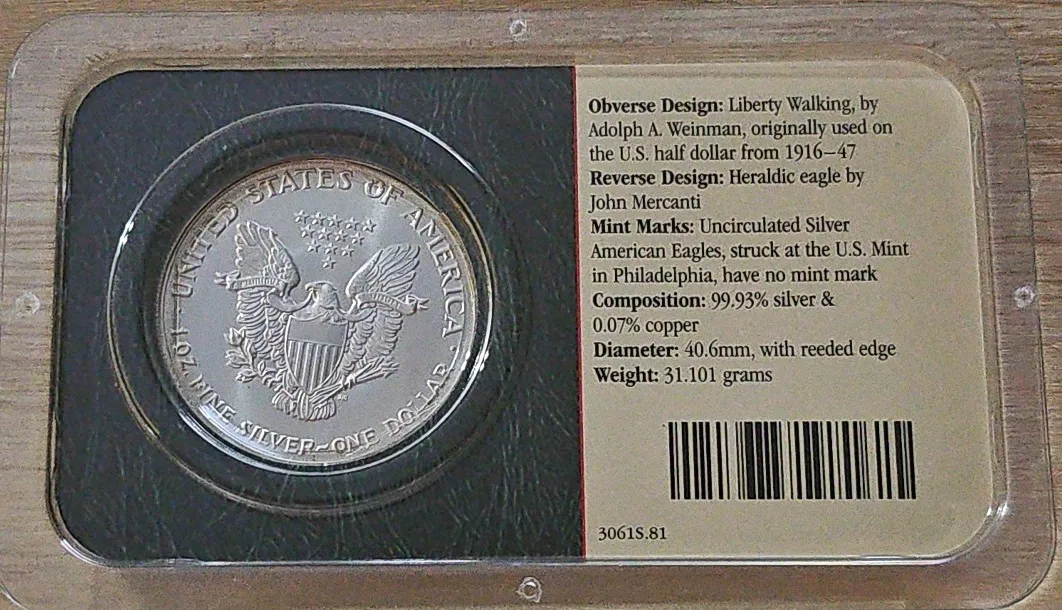 UNITED STATES OF AMERICA
1 OZ. FINE SILVER~ONE DOLLAR
Obverse Design: Liberty Walking, by
Adolph A. Weinman, originally used on
the U.S. half dollar from 1916–47
Reverse Design: Heraldic eagle by
John Mercanti
Mint Marks: Uncirculated Silver
American Eagles, struck at the U.S. Mint
in Philadelphia, have no mint mark
Composition: 99.93% silver &
0.07% copper
Diameter: 40.6mm, with reeded edge
Weight: 31.101 grams
3061S.81